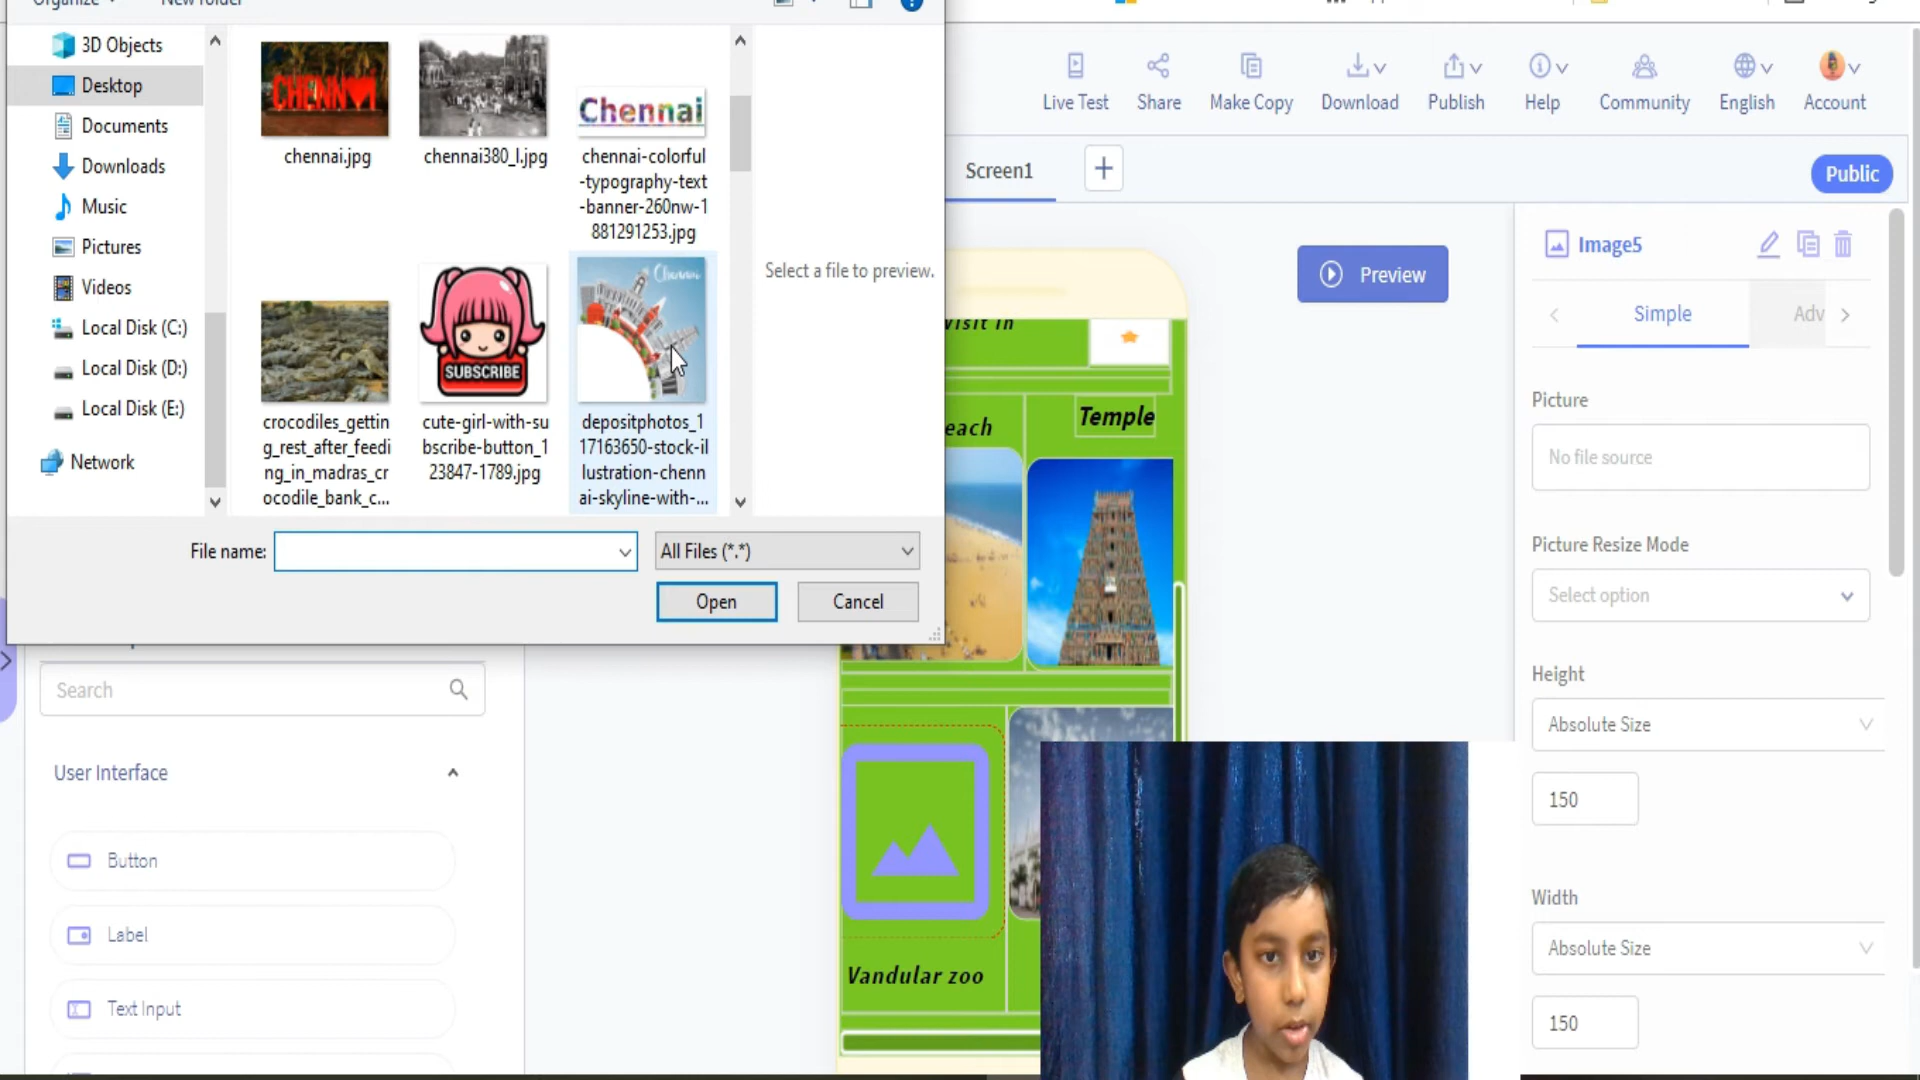 Organize
New folder
3D Objects
Desktop
Documents
Downloads
Music
Pictures
Videos
Local Disk (C:)
Local Disk (D:)
Local Disk (E:)
Network
CHENN
chennai.jpg
chennai380_l.jpg
Chennai
chennai-colorful
-typography-text
-banner-260nw-1
881291253.jpg
crocodiles_gettin
g_rest_after_feedi
ng_in_madras_cr
ocodile_bank_c...
SUBSCRIBE
cute-girl-with-su
bscribe-button_1
23847-1789.jpg
Chennai
depositphotos_1
17163650-stock-il
lustration-chenn
ai-skyline-with-...
Select a file to preview.
File name:
All Files (*.*)
Open
Cancel
Live Test
Share
Make Copy
Download
Publish
Help
Community
English
Account
Screen1
Public
Preview
visit in
each
Temple
Vandular zoo
Search
User Interface
Button
Label
Text Input
Image5
Simple
Adv
Picture
No file source
Picture Resize Mode
Select option
Height
Absolute Size
150
Width
Absolute Size
150